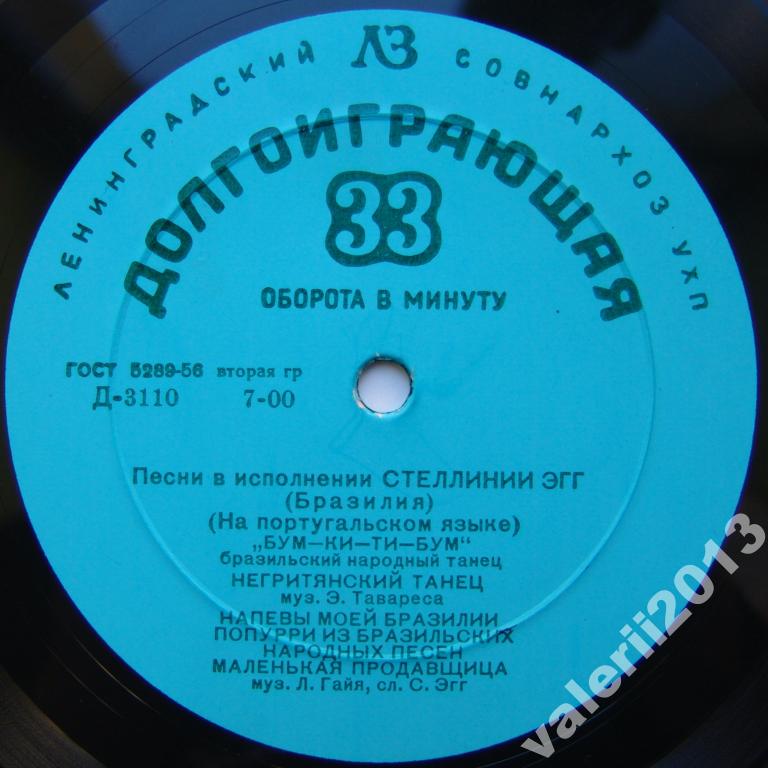 ЛЕНИНГРАДСКИЙ ЛЗ СОВНАРХОЗ УХП
ДОЛГОИГРАЮЩАЯ
33
ОБОРОТА В МИНУТУ
ГОСТ 5289-56 вторая гр
Д-3110 7-00
Песни в исполнении СТЕЛЛИНИИ ЭГГ
(Бразилия)
(На португальском языке)
„БУМ—КИ—ТИ—БУМ"
бразильский народный танец
НЕГРИТЯНСКИЙ ТАНЕЦ
муз. Э. Тавареса
НАПЕВЫ МОЕЙ БРАЗИЛИИ
ПОПУРРИ ИЗ БРАЗИЛЬСКИХ
НАРОДНЫХ ПЕСЕН
МАЛЕНЬКАЯ ПРОДАВЩИЦА
муз. Л. Гайя, сл. С. Эгг
valerii2013